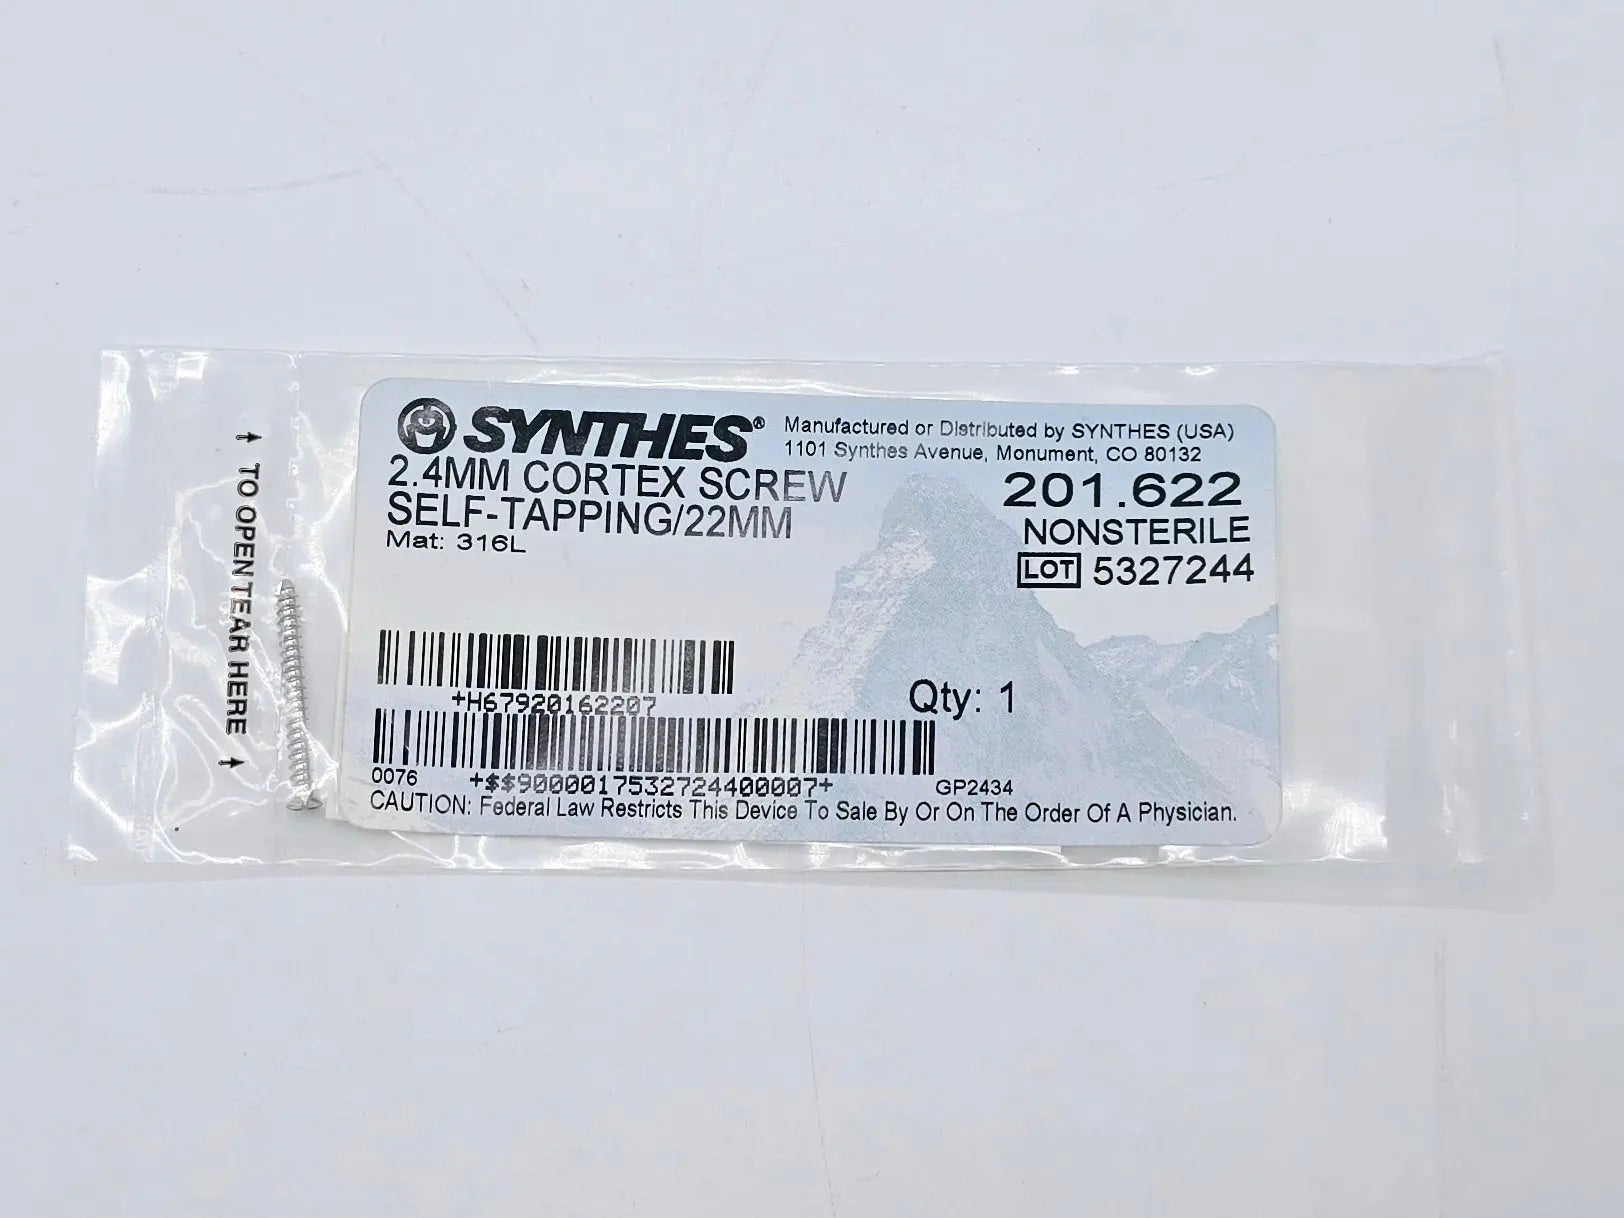 SYNTHES®
Manufactured or Distributed by SYNTHES (USA)
1101 Synthes Avenue, Monument, CO 80132
2.4MM CORTEX SCREW
SELF-TAPPING/22MM
Mat: 316L
201.622
NONSTERILE
LOT 5327244
+H67920162207
Qty: 1
0076 +$$9000017532724400007+ GP2434
CAUTION: Federal Law Restricts This Device To Sale By Or On The Order Of A Physician.
TO OPEN TEAR HERE